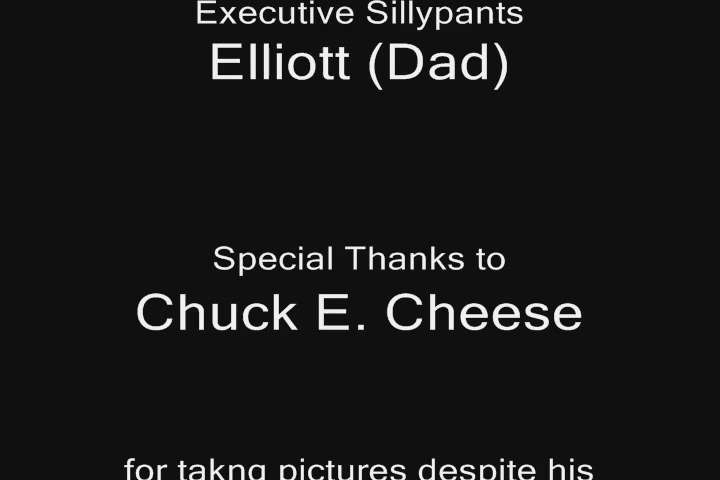 Executive Sillypants
Elliott (Dad)
Special Thanks to
Chuck E. Cheese
for takng pictures despite his